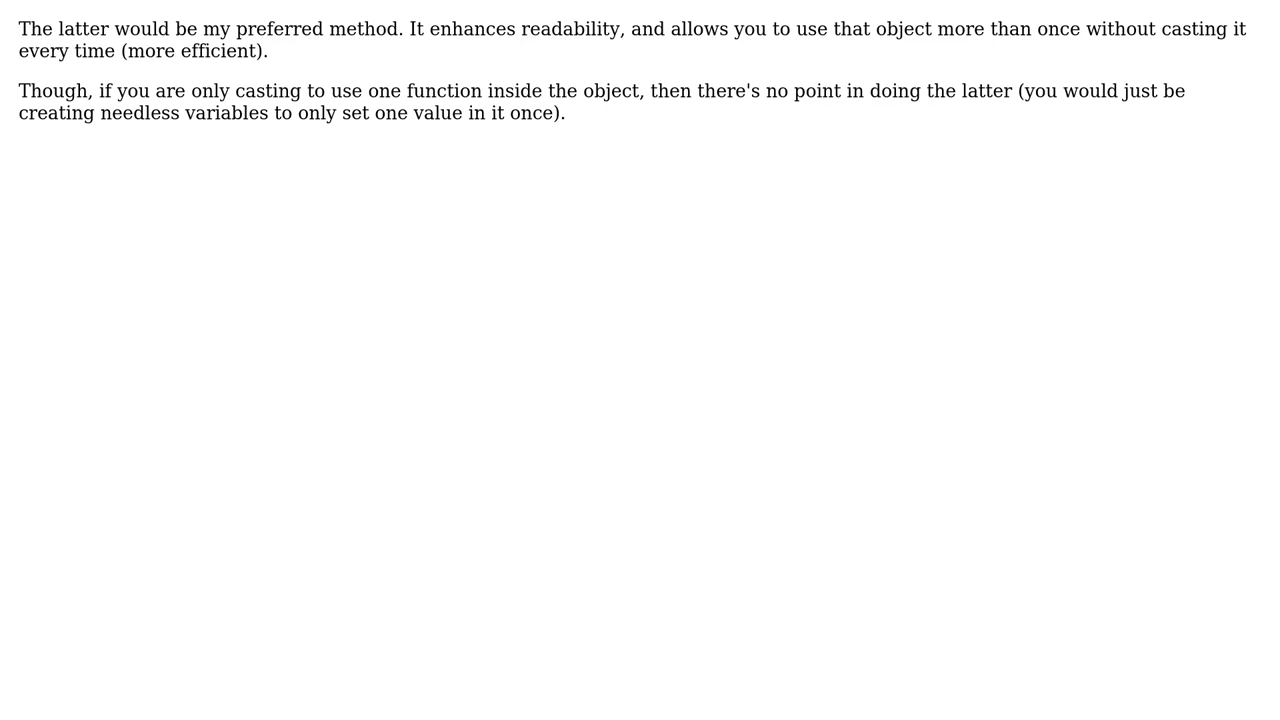 The latter would be my preferred method. It enhances readability, and allows you to use that object more than once without casting it
every time (more efficient).
Though, if you are only casting to use one function inside the object, then there's no point in doing the latter (you would just be
creating needless variables to only set one value in it once).